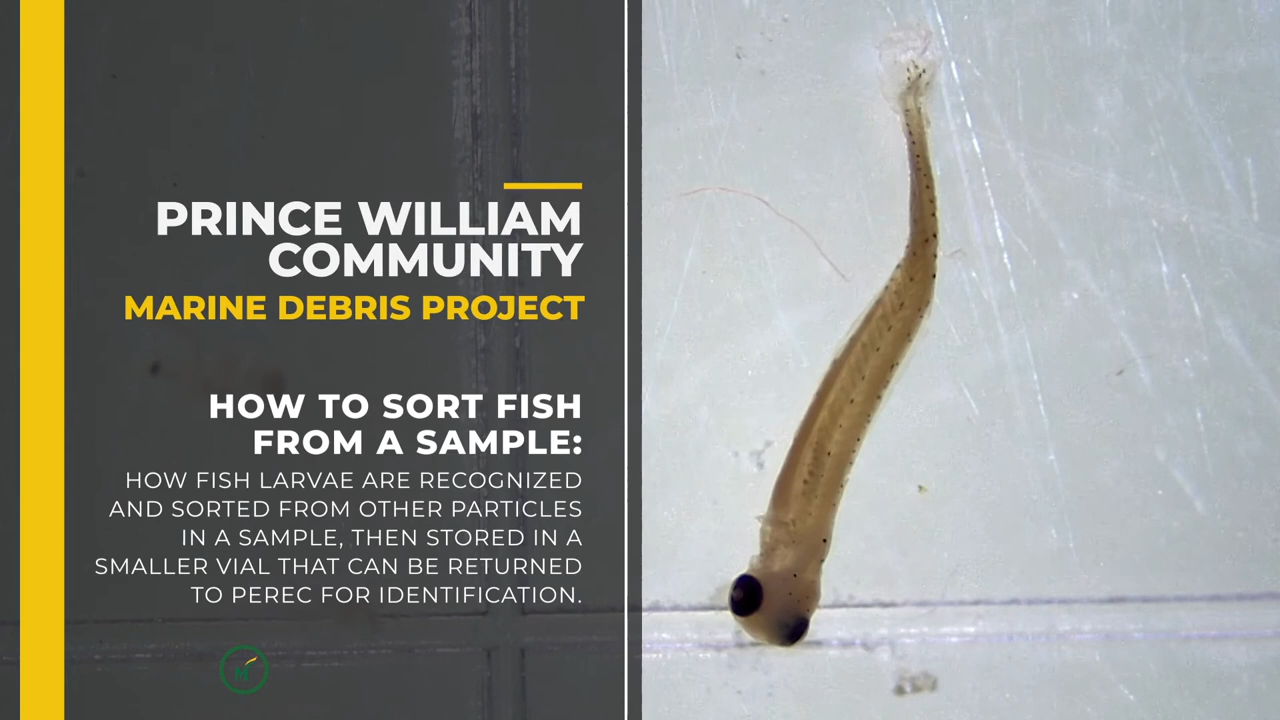 PRINCE WILLIAM
COMMUNITY
MARINE DEBRIS PROJECT
HOW TO SORT FISH
FROM A SAMPLE:
HOW FISH LARVAE ARE RECOGNIZED
AND SORTED FROM OTHER PARTICLES
IN A SAMPLE, THEN STORED IN A
SMALLER VIAL THAT CAN BE RETURNED
TO PEREC FOR IDENTIFICATION.